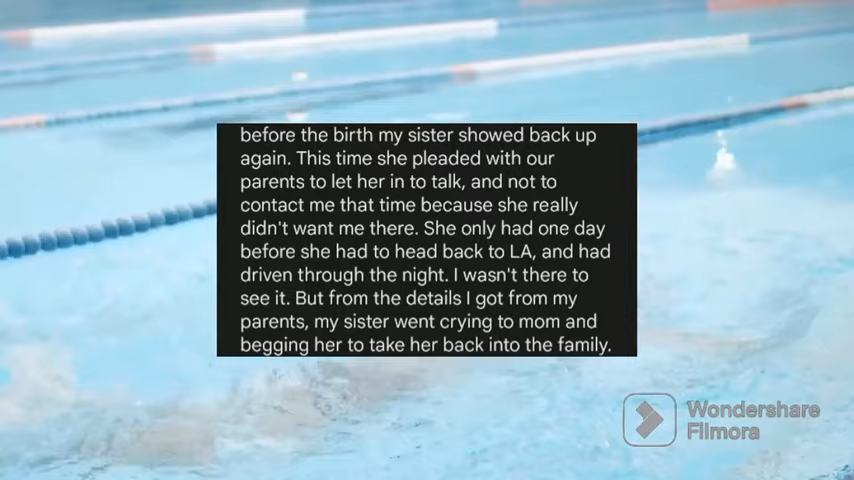 before the birth my sister showed back up
again. This time she pleaded with our
parents to let her in to talk, and not to
contact me that time because she really
didn't want me there. She only had one day
before she had to head back to LA, and had
driven through the night. I wasn't there to
see it. But from the details I got from my
parents, my sister went crying to mom and
begging her to take her back into the family.
Wondershare
Filmora